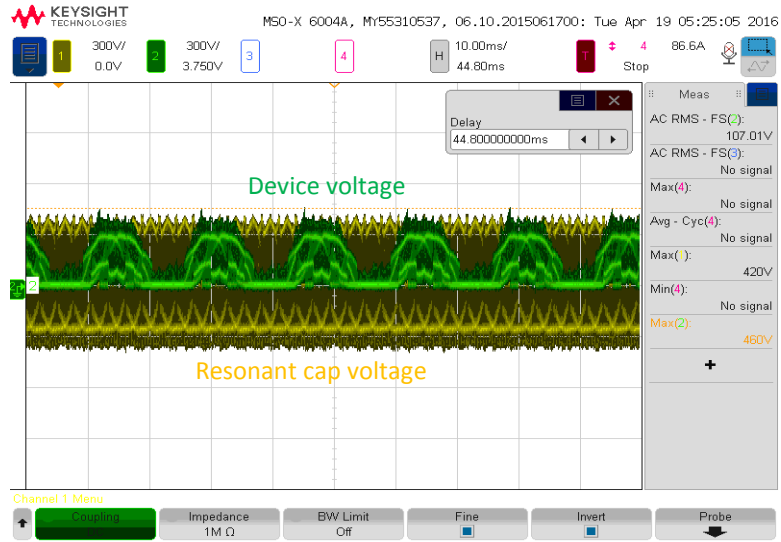 KEYSIGHT
TECHNOLOGIES
MSO-X 6004A, MY55310537, 06.10.2015061700: Tue Apr 19 05:25:05 2016
1 300V/ 0.0V
2 300V/ 3.750V
3
4
H 10.00ms/ 44.80ms
T 4 86.6A
Stop
Meas
Delay
44.800000000ms
AC RMS - FS(2):
107.01V
AC RMS - FS(3):
No signal
Max(4):
No signal
Avg - Cyc(4):
No signal
Max( ):
420V
Min(4):
No signal
Max(2):
460V
+
Device voltage
2
Resonant cap voltage
Channel 1 Menu
Coupling
Impedance
1M Ω
BW Limit
Off
Fine
Invert
Probe